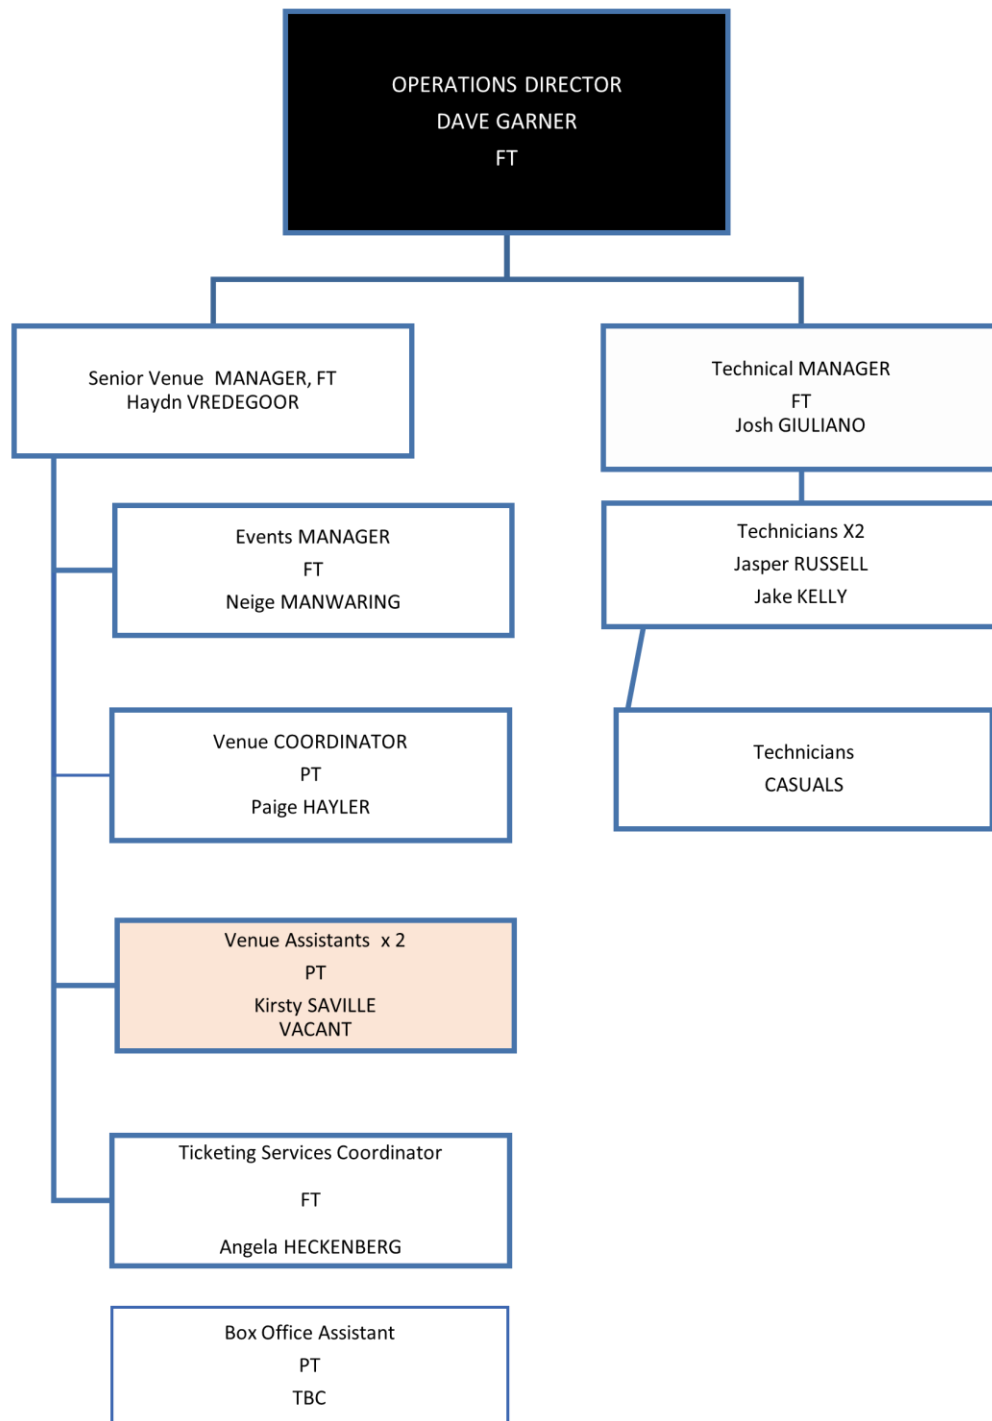 OPERATIONS DIRECTOR
DAVE GARNER
FT
Senior Venue  MANAGER, FT
Haydn VREDEGOOR
Technical MANAGER
FT
Josh GIULIANO
Events MANAGER
FT
Neige MANWARING
Technicians X2
Jasper RUSSELL
Jake KELLY
Venue COORDINATOR
PT
Paige HAYLER
Technicians
CASUALS
Venue Assistants  x 2
PT
Kirsty SAVILLE
VACANT
Ticketing Services Coordinator
FT
Angela HECKENBERG
Box Office Assistant
PT
TBC